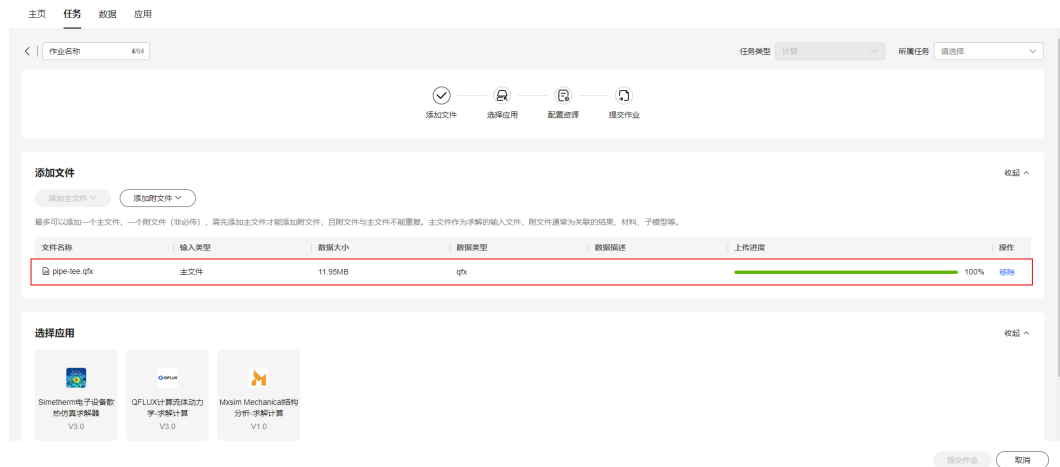 主页 任务 数据 应用
作业名称 4/64 任务类型 计算 所属任务 请选择
添加文件 选择应用 配置资源 提交作业
添加文件 收起
添加主文件 添加附文件
最多可以添加一个主文件，一个附文件（非必传），需先添加主文件才能添加附文件，且附文件与主文件不能重复。主文件作为求解的输入文件，附文件通常为关联的结果、材料、子模型等。
文件名称 输入类型 数据大小 数据类型 数据描述 上传进度 操作
pipe-tee.qfx 主文件 11.95MB qfx 100% 移除
选择应用 收起
QFLUX
Simetherm电子设备散 QFLUX计算流体动力 Mxsim Mechanical结构
热仿真求解器 学-求解计算 分析-求解计算
V3.0 V3.0 V1.0
提交作业 取消